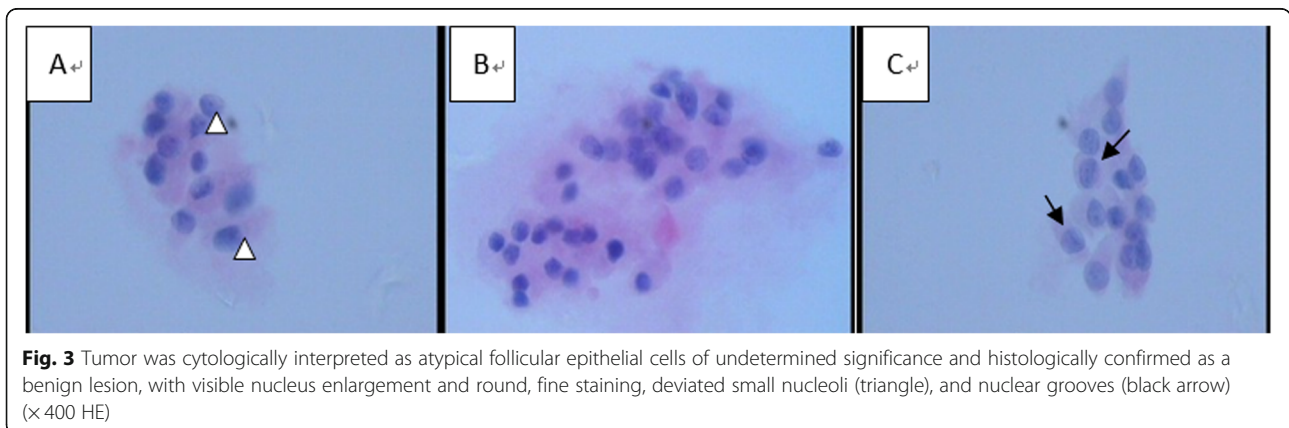 A↵ B↵ C↵
Fig. 3 Tumor was cytologically interpreted as atypical follicular epithelial cells of undetermined significance and histologically confirmed as a
benign lesion, with visible nucleus enlargement and round, fine staining, deviated small nucleoli (triangle), and nuclear grooves (black arrow)
(× 400 HE)